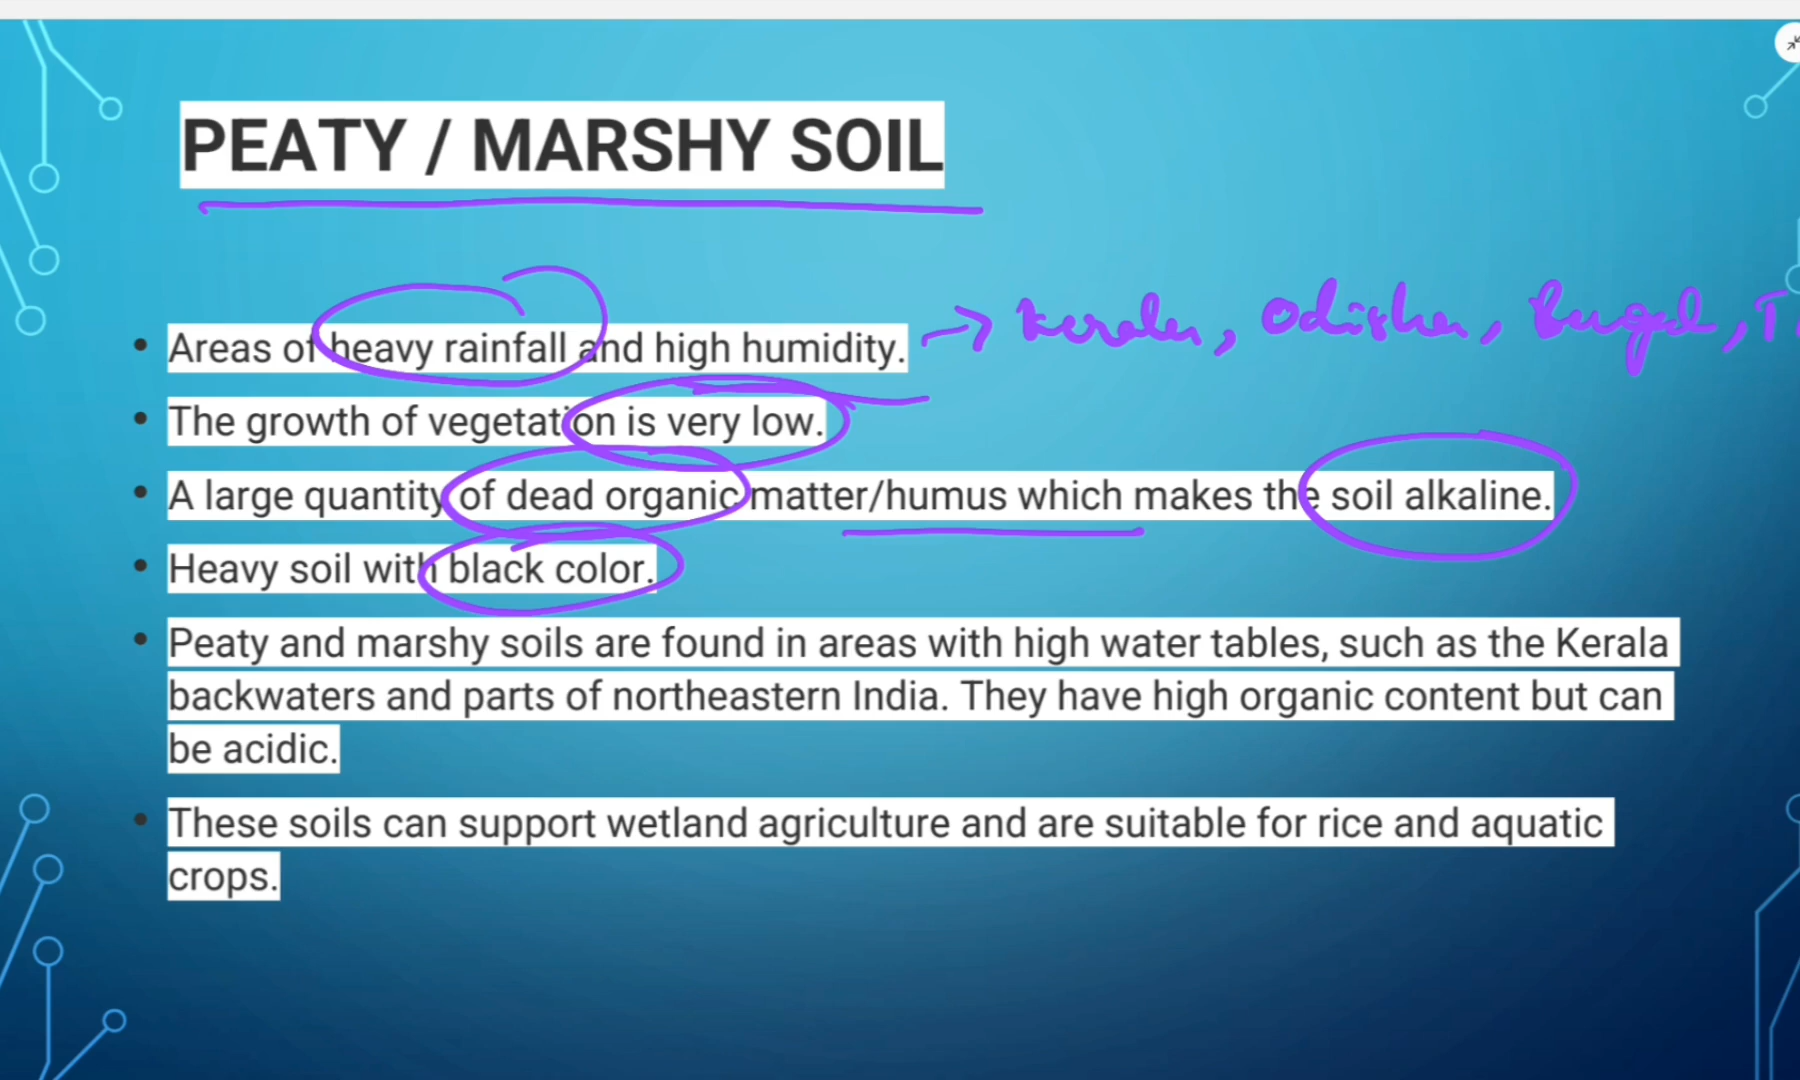 PEATY / MARSHY SOIL
Areas of heavy rainfall and high humidity. → Kerala, Odisha, Bengal, T
The growth of vegetation is very low.
A large quantity of dead organic matter/humus which makes the soil alkaline.
Heavy soil with black color.
Peaty and marshy soils are found in areas with high water tables, such as the Kerala
backwaters and parts of northeastern India. They have high organic content but can
be acidic.
These soils can support wetland agriculture and are suitable for rice and aquatic
crops.